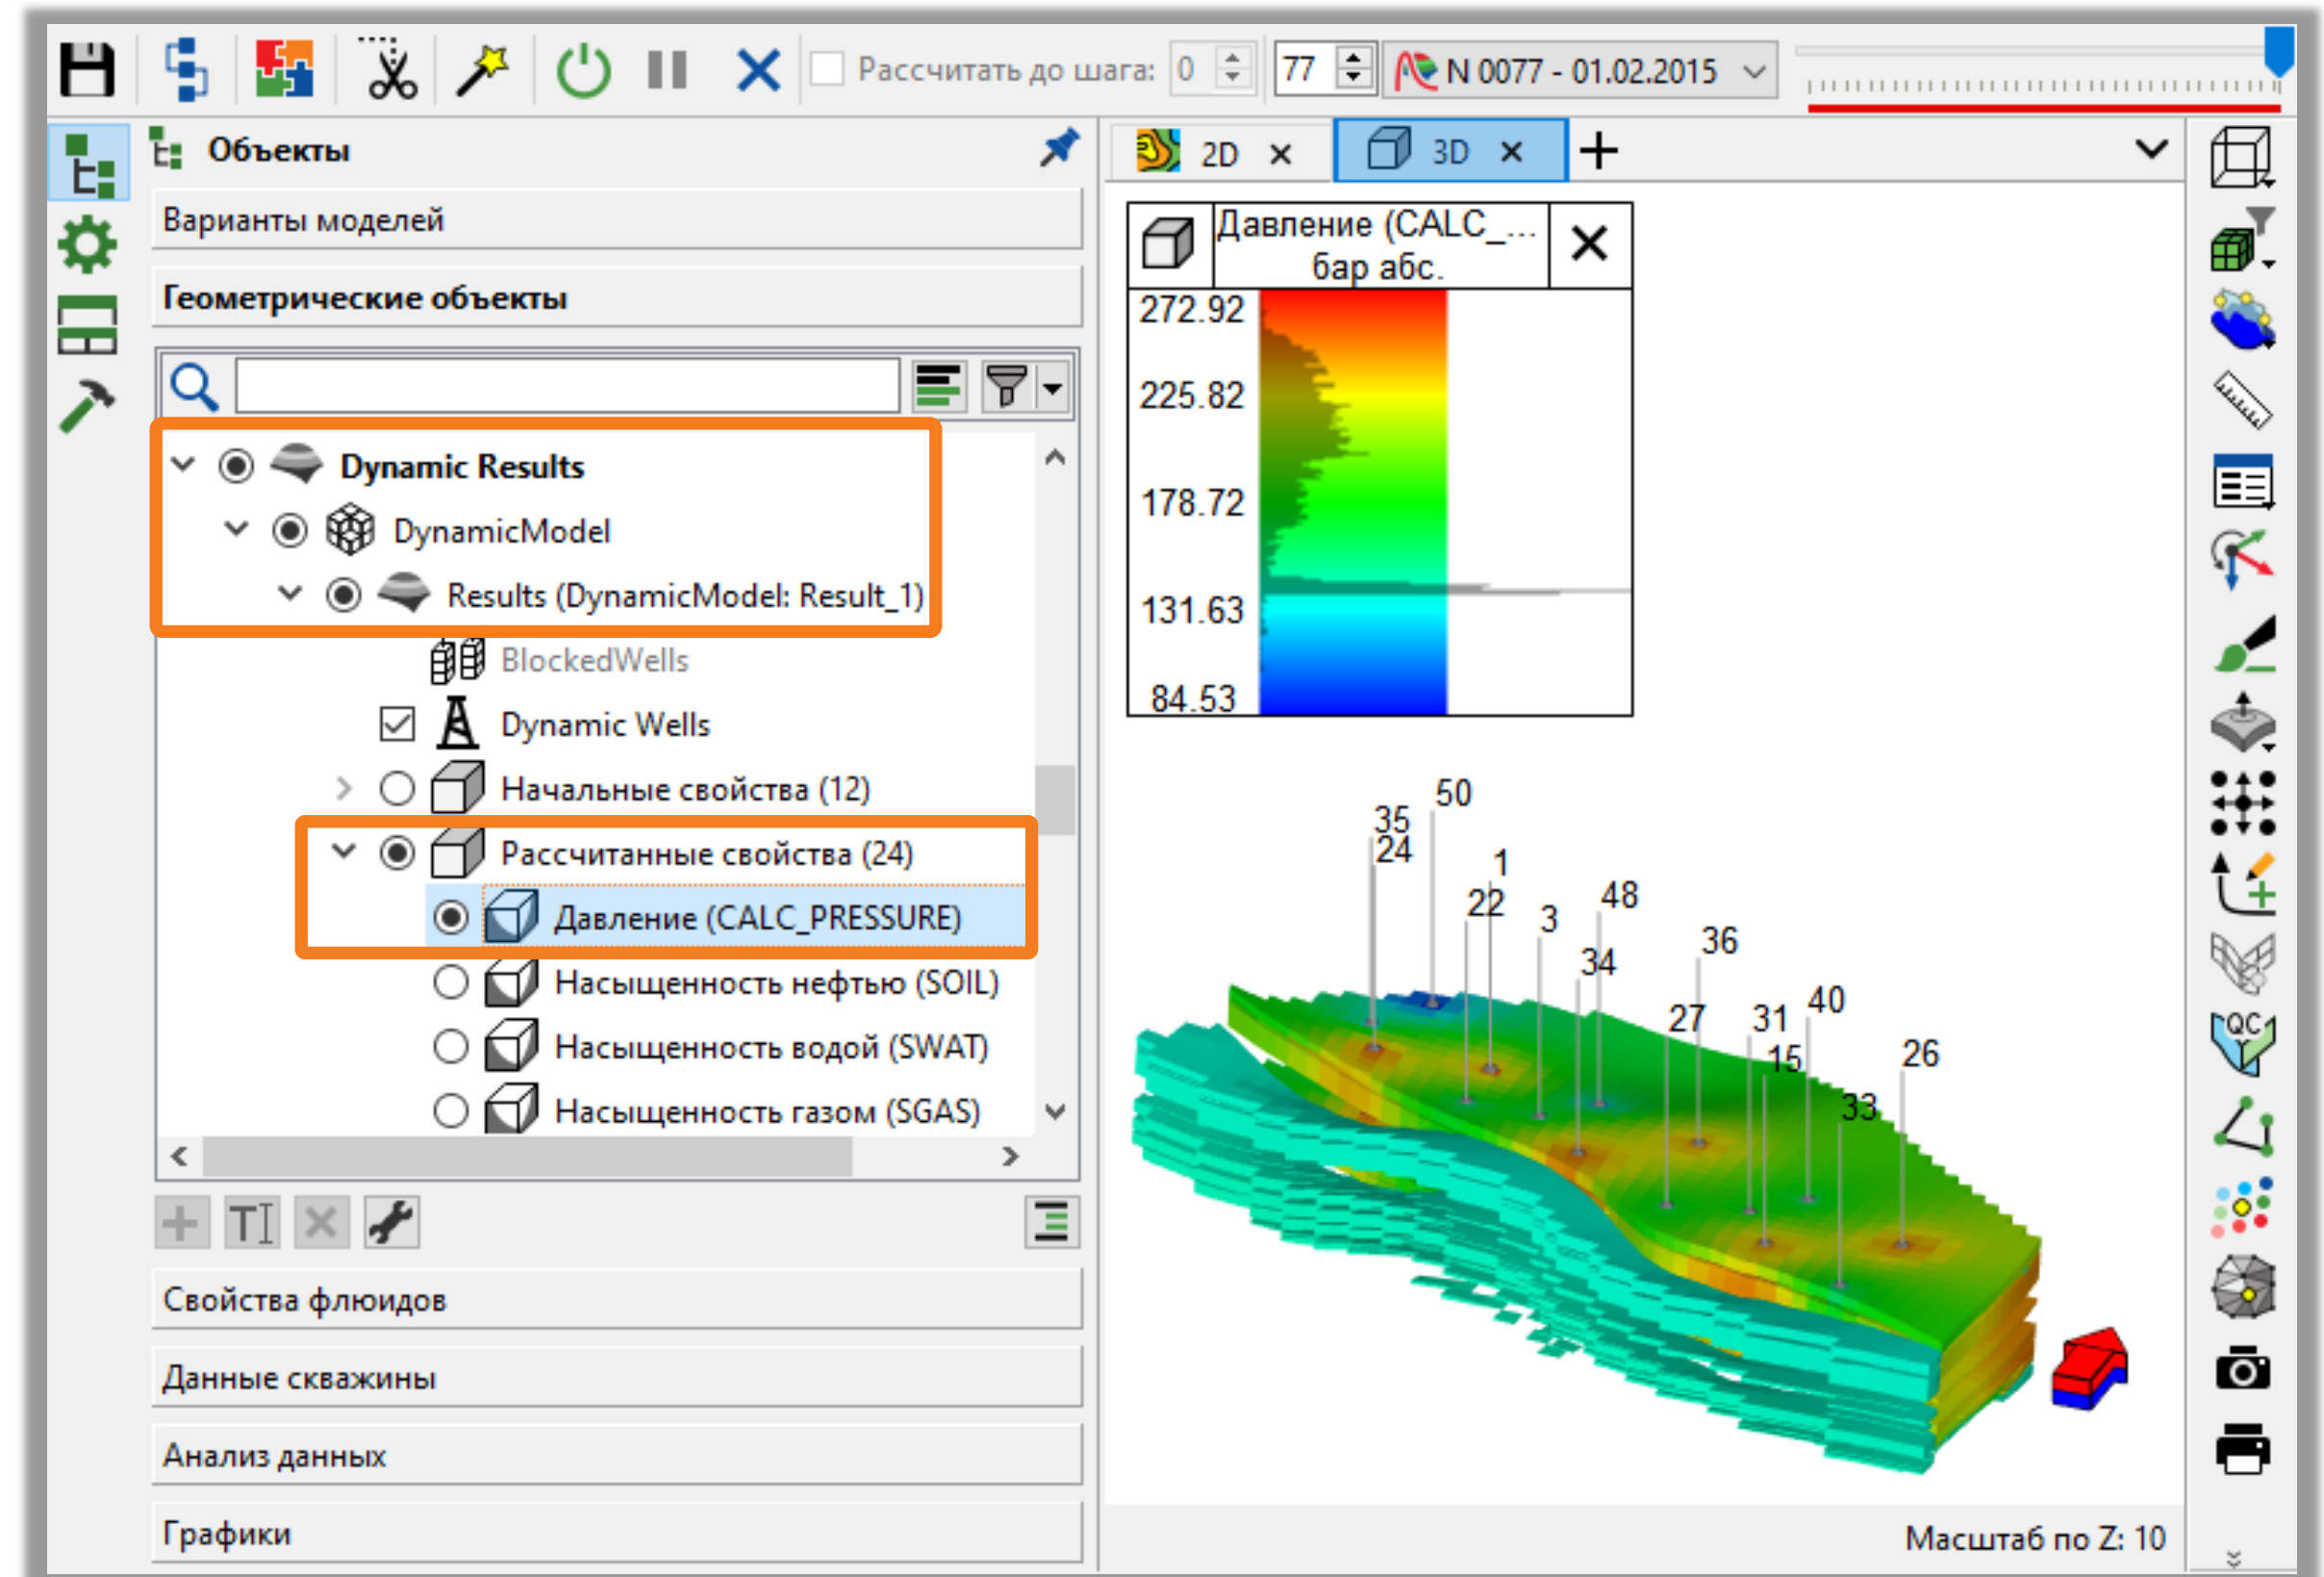 Рассчитать до шага: 0 77 N 0077 - 01.02.2015
Объекты
Варианты моделей
Геометрические объекты
Dynamic Results
DynamicModel
Results (DynamicModel: Result_1)
BlockedWells
Dynamic Wells
Начальные свойства (12)
Рассчитанные свойства (24)
Давление (CALC_PRESSURE)
Насыщенность нефтью (SOIL)
Насыщенность водой (SWAT)
Насыщенность газом (SGAS)
Свойства флюидов
Данные скважины
Анализ данных
Графики
2D 3D
Давление (CALC_...
бар абс.
272.92
225.82
178.72
131.63
84.53
50
35
24
1
22
48
3
36
34
40
27
31
15
26
33
QC
Масштаб по Z: 10